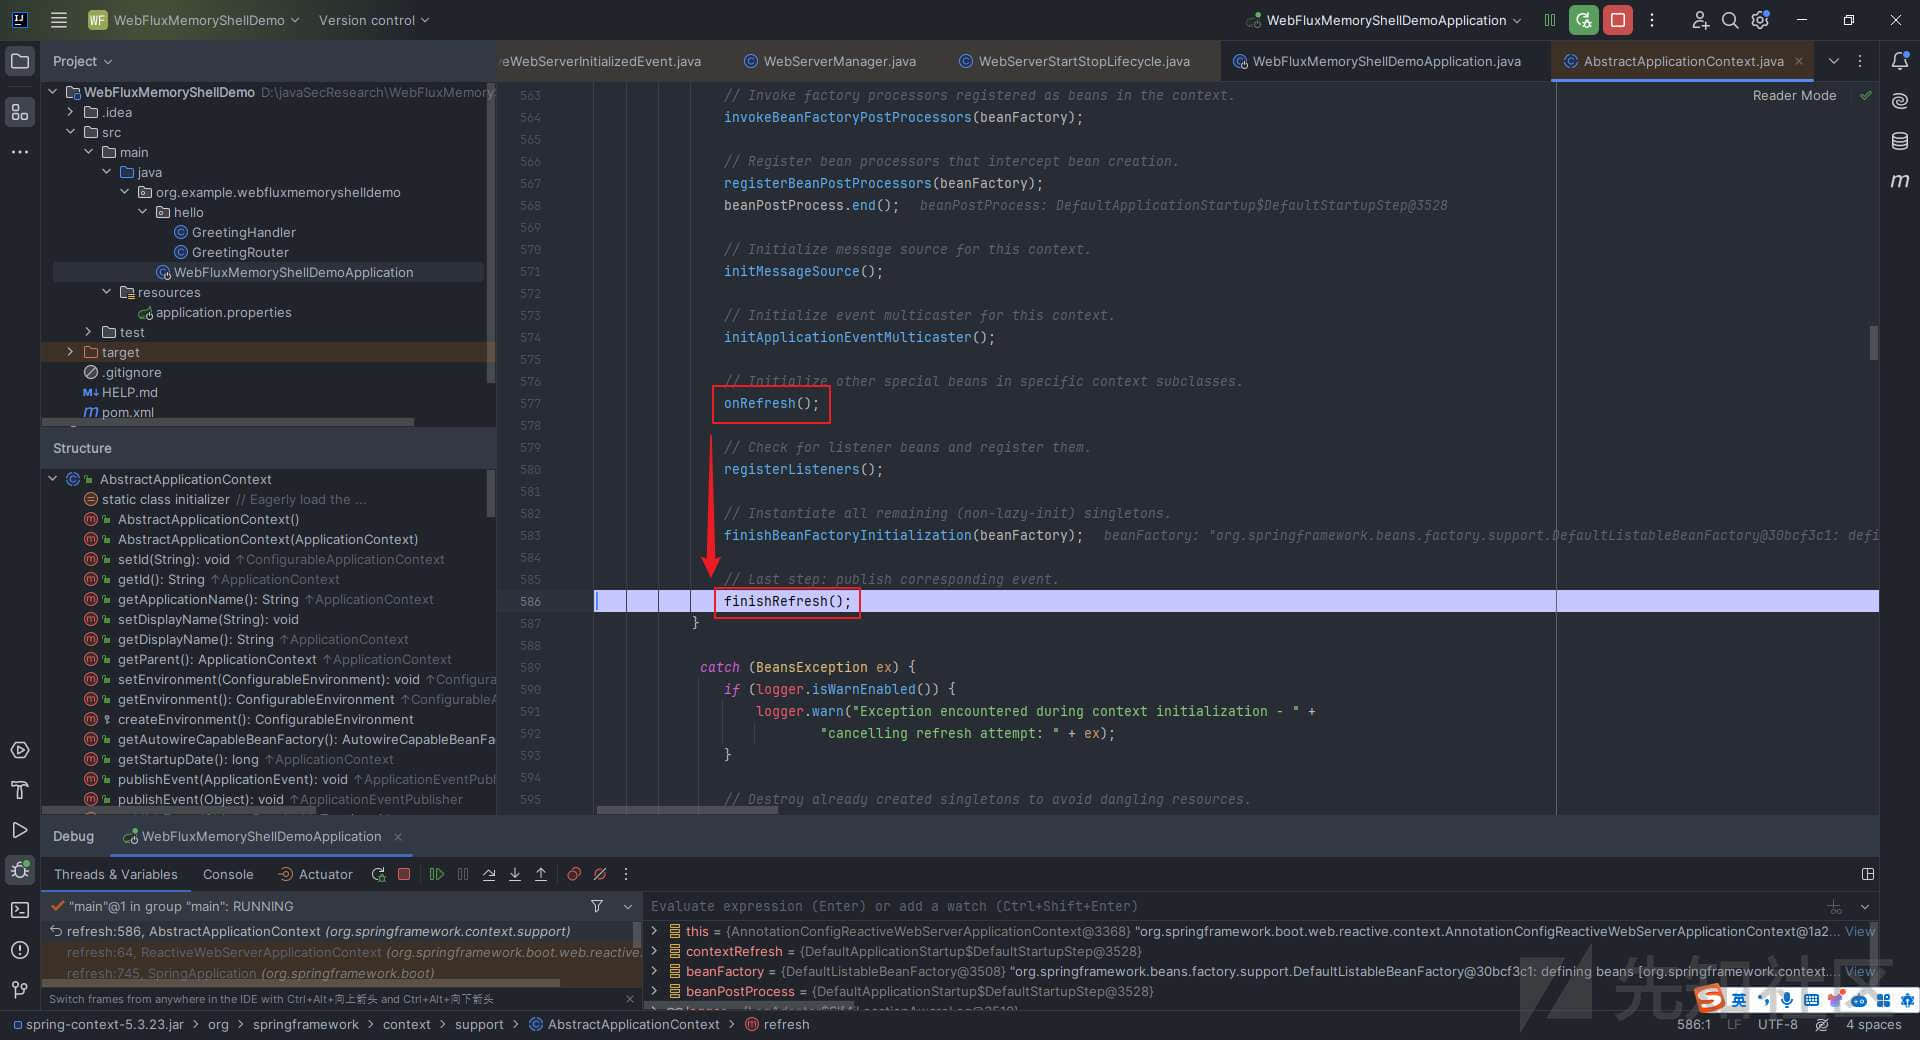 WF WebFluxMemoryShellDemo Version control WebFluxMemoryShellDemoApplication
Project
eWebServerInitializedEvent.java WebServerManager.java WebServerStartStopLifecycle.java WebFluxMemoryShellDemoApplication.java AbstractApplicationContext.java
Reader Mode
WebFluxMemoryShellDemo D:\javaSecResearch\WebFluxMemory
.idea
src
main
java
org.example.webfluxmemoryshelldemo
hello
GreetingHandler
GreetingRouter
WebFluxMemoryShellDemoApplication
resources
application.properties
test
target
.gitignore
HELP.md
pom.xml
563 // Invoke factory processors registered as beans in the context.
564 invokeBeanFactoryPostProcessors(beanFactory);
565
566 // Register bean processors that intercept bean creation.
567 registerBeanPostProcessors(beanFactory);
568 beanPostProcess.end(); beanPostProcess: DefaultApplicationStartup$DefaultStartupStep@3528
569
570 // Initialize message source for this context.
571 initMessageSource();
572
573 // Initialize event multicaster for this context.
574 initApplicationEventMulticaster();
575
576 // Initialize other special beans in specific context subclasses.
577 onRefresh();
578
579 // Check for listener beans and register them.
580 registerListeners();
581
582 // Instantiate all remaining (non-lazy-init) singletons.
583 finishBeanFactoryInitialization(beanFactory); beanFactory: "org.springframework.beans.factory.support.DefaultListableBeanFactory@30bcf3c1: defi
584
585 // Last step: publish corresponding event.
586 finishRefresh();
587 }
588
589 catch (BeansException ex) {
590 if (logger.isWarnEnabled()) {
591 logger.warn("Exception encountered during context initialization - " +
592 "cancelling refresh attempt: " + ex);
593 }
594
595 // Destroy already created singletons to avoid dangling resources.
Structure
AbstractApplicationContext
static class initializer // Eagerly load the ...
AbstractApplicationContext()
AbstractApplicationContext(ApplicationContext)
setId(String): void ↑ConfigurableApplicationContext
getId(): String ↑ApplicationContext
getApplicationName(): String ↑ApplicationContext
setDisplayName(String): void
getDisplayName(): String ↑ApplicationContext
getParent(): ApplicationContext ↑ApplicationContext
setEnvironment(ConfigurableEnvironment): void ↑Configura
getEnvironment(): ConfigurableEnvironment ↑ConfigurableA
createEnvironment(): ConfigurableEnvironment
getAutowireCapableBeanFactory(): AutowireCapableBeanFa
getStartupDate(): long ↑ApplicationContext
publishEvent(ApplicationEvent): void ↑ApplicationEventPubl
publishEvent(Object): void ↑ApplicationEventPublisher
Debug WebFluxMemoryShellDemoApplication
Threads & Variables Console Actuator
"main"@1 in group "main": RUNNING
refresh:586, AbstractApplicationContext (org.springframework.context.support)
refresh:64, ReactiveWebServerApplicationContext (org.springframework.boot.web.reactive.
refresh:745, SpringApplication (org.springframework.boot)
Switch frames from anywhere in the IDE with Ctrl+Alt+向上箭头 and Ctrl+Alt+向下箭头
Evaluate expression (Enter) or add a watch (Ctrl+Shift+Enter)
this = {AnnotationConfigReactiveWebServerApplicationContext@3368} "org.springframework.boot.web.reactive.context.AnnotationConfigReactiveWebServerApplicationContext@1a2... View
contextRefresh = {DefaultApplicationStartup$DefaultStartupStep@3528}
beanFactory = {DefaultListableBeanFactory@3508} "org.springframework.beans.factory.support.DefaultListableBeanFactory@30bcf3c1: defining beans [org.springframework.context.... View
beanPostProcess = {DefaultApplicationStartup$DefaultStartupStep@3528}
先知社区
英
spring-context-5.3.23.jar org springframework context support AbstractApplicationContext refresh
586:1 LF UTF-8 4 spaces